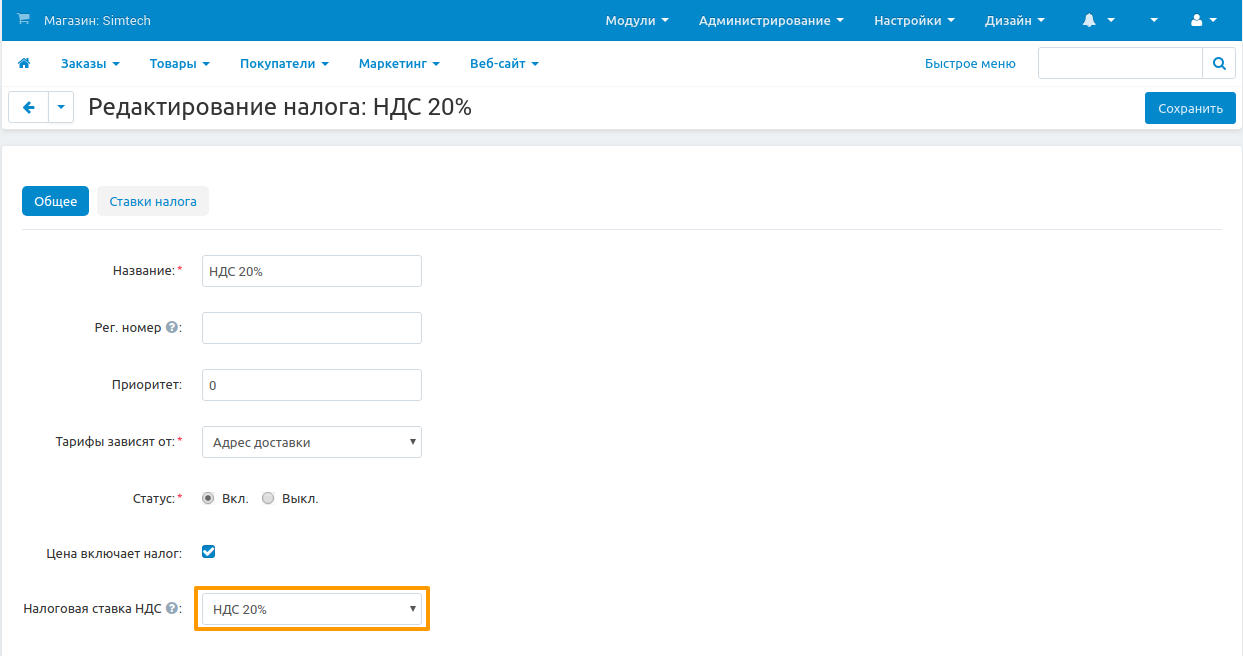 Магазин: Simtech Модули Администрирование Настройки Дизайн
Заказы Товары Покупатели Маркетинг Веб-сайт Быстрое меню
Редактирование налога: НДС 20% Сохранить
Общее Ставки налога
Название:* НДС 20%
Рег. номер ?:
Приоритет: 0
Тарифы зависят от:* Адрес доставки
Статус:* Вкл. Выкл.
Цена включает налог:
Налоговая ставка НДС ?: НДС 20%